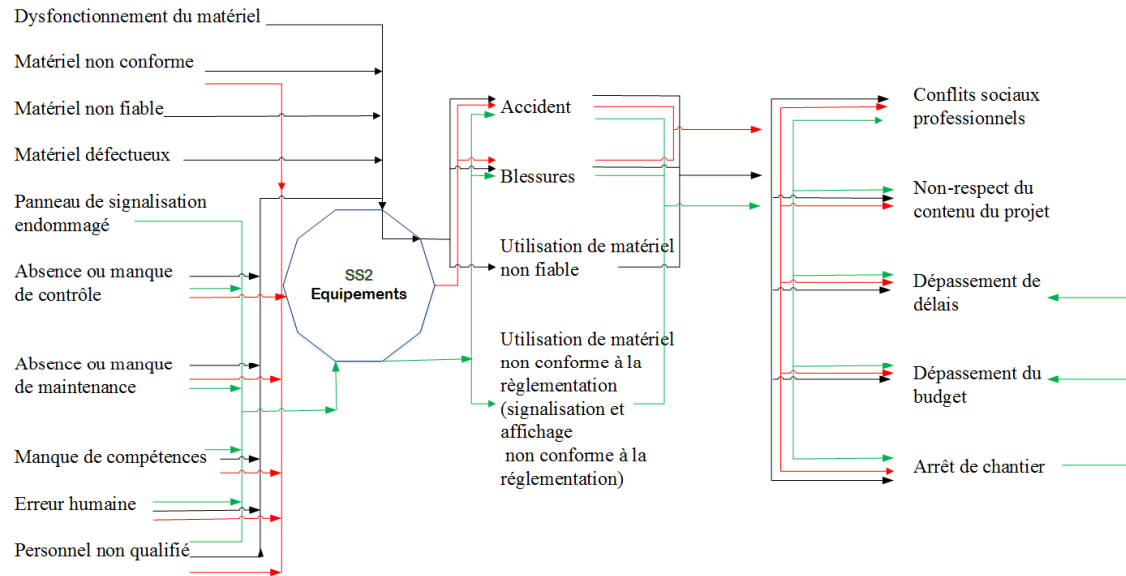 Dysfonctionnement du matériel
Matériel non conforme
Matériel non fiable
Matériel défectueux
Panneau de signalisation
endommagé
Absence ou manque
de contrôle
Absence ou manque
de maintenance
Manque de compétences
Erreur humaine
Personnel non qualifié
SS2
Equipements
Accident
Blessures
Utilisation de matériel
non fiable
Utilisation de matériel
non conforme à la
règlementation
(signalisation et
affichage
non conforme à la
réglementation)
Conflits sociaux
professionnels
Non-respect du
contenu du projet
Dépassement de
délais
Dépassement du
budget
Arrêt de chantier